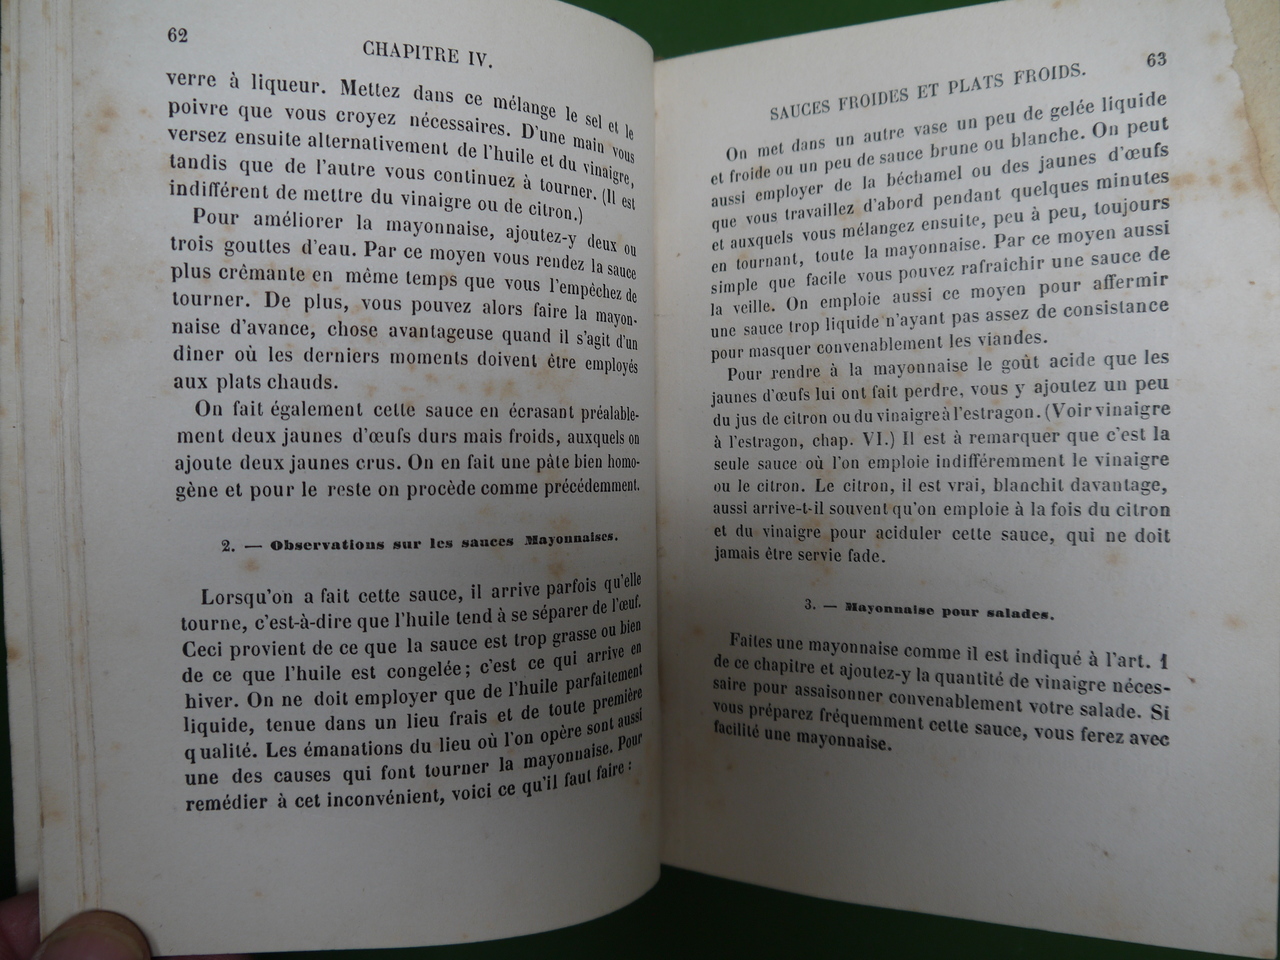 62
CHAPITRE IV.
verre à liqueur. Mettez dans ce mélange le sel et le
poivre que vous croyez nécessaires. D'une main vous
versez ensuite alternativement de l'huile et du vinaigre,
tandis que de l'autre vous continuez à tourner. (Il est
indifférent de mettre du vinaigre ou de citron.)
Pour améliorer la mayonnaise, ajoutez-y deux ou
trois gouttes d'eau. Par ce moyen vous rendez la sauce
plus crêmante en même temps que vous l'empêchez de
tourner. De plus, vous pouvez alors faire la mayon-
naise d'avance, chose avantageuse quand il s'agit d'un
dîner où les derniers moments doivent être employés
aux plats chauds.
On fait également cette sauce en écrasant préalable-
ment deux jaunes d'œufs durs mais froids, auxquels on
ajoute deux jaunes crus. On en fait une pâte bien homo-
gène et pour le reste on procède comme précédemment.
2. — Observations sur les sauces Mayonnaises.
Lorsqu'on a fait cette sauce, il arrive parfois qu'elle
tourne, c'est-à-dire que l'huile tend à se séparer de l'œuf.
Ceci provient de ce que la sauce est trop grasse ou bien
de ce que l'huile est congelée; c'est ce qui arrive en
hiver. On ne doit employer que de l'huile parfaitement
liquide, tenue dans un lieu frais et de toute première
qualité. Les émanations du lieu où l'on opère sont aussi
une des causes qui font tourner la mayonnaise. Pour
remédier à cet inconvénient, voici ce qu'il faut faire :
63
SAUCES FROIDES ET PLATS FROIDS.
On met dans un autre vase un peu de gelée liquide
et froide ou un peu de sauce brune ou blanche. On peut
aussi employer de la béchamel ou des jaunes d'œufs
que vous travaillez d'abord pendant quelques minutes
et auxquels vous mélangez ensuite, peu à peu, toujours
en tournant, toute la mayonnaise. Par ce moyen aussi
simple que facile vous pouvez rafraichir une sauce de
la veille. On emploie aussi ce moyen pour affermir
une sauce trop liquide n'ayant pas assez de consistance
pour masquer convenablement les viandes.
Pour rendre à la mayonnaise le goût acide que les
jaunes d'œufs lui ont fait perdre, vous y ajoutez un peu
du jus de citron ou du vinaigre à l'estragon. (Voir vinaigre
à l'estragon, chap. VI.) Il est à remarquer que c'est la
seule sauce où l'on emploie indifféremment le vinaigre
ou le citron. Le citron, il est vrai, blanchit davantage,
aussi arrive-t-il souvent qu'on emploie à la fois du citron
et du vinaigre pour aciduler cette sauce, qui ne doit
jamais être servie fade.
3. — Mayonnaise pour salades.
Faites une mayonnaise comme il est indiqué à l'art. 1
de ce chapitre et ajoutez-y la quantité de vinaigre néces-
saire pour assaisonner convenablement votre salade. Si
vous préparez fréquemment cette sauce, vous ferez avec
facilité une mayonnaise.